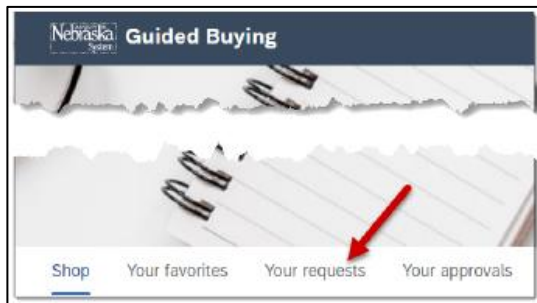 Nebraska
System
Guided Buying
Shop Your favorites Your requests Your approvals